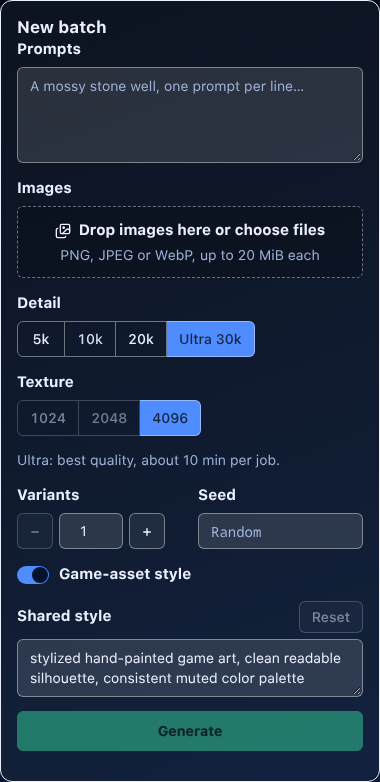 New batch
Prompts
A mossy stone well, one prompt per line…
Images
Drop images here or choose files
PNG, JPEG or WebP, up to 20 MiB each
Detail
5k 10k 20k Ultra 30k
Texture
1024 2048 4096
Ultra: best quality, about 10 min per job.
Variants Seed
− 1 + Random
Game-asset style
Shared style Reset
stylized hand-painted game art, clean readable
silhouette, consistent muted color palette
Generate